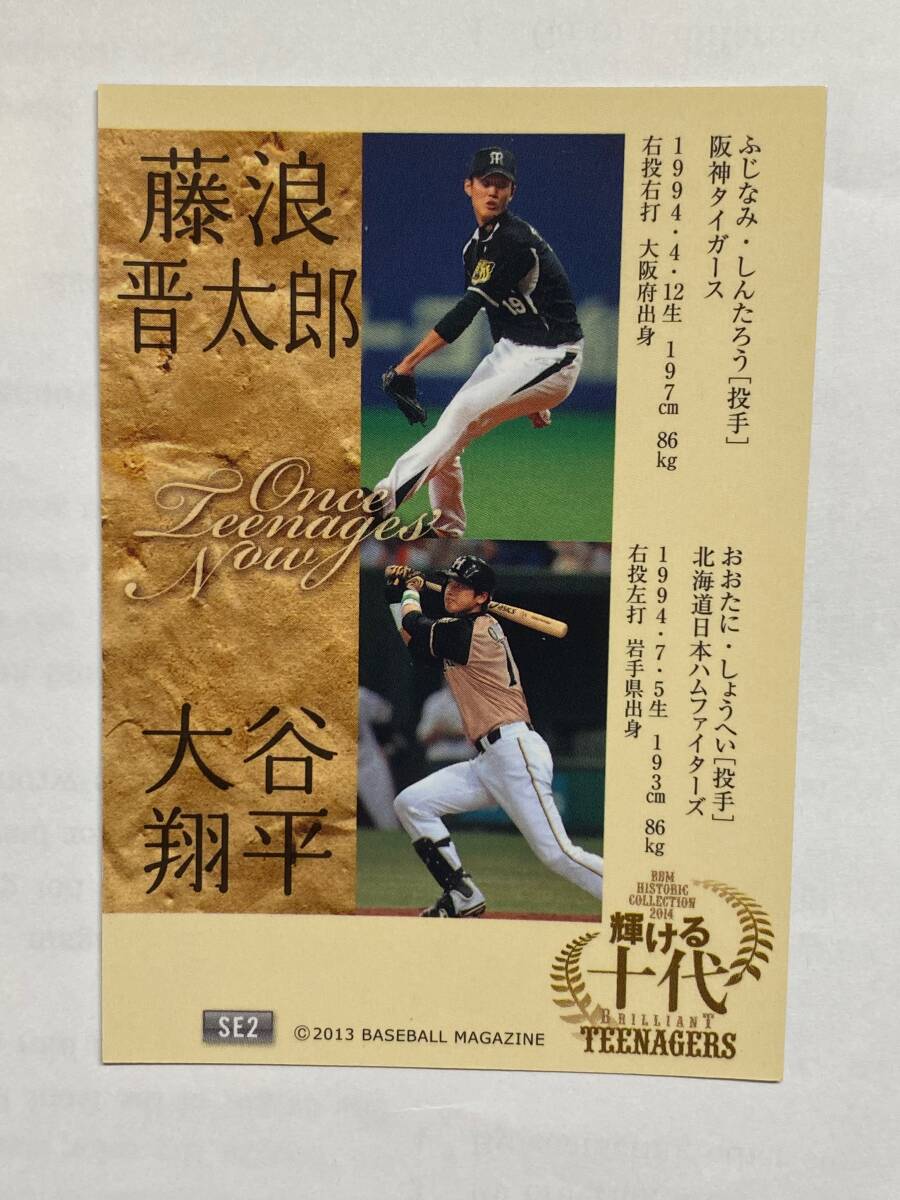 藤浪
晋太郎
Once
Teenages
Now
大谷
翔平
ふじなみ・しんたろう[投手]
阪神タイガース
1994・4・12生 197cm 86kg
右投右打 大阪府出身
おおたに・しょうへい[投手]
北海道日本ハムファイターズ
1994・7・5生 193cm 86kg
右投左打 岩手県出身
19
1
ASICS
BBM
HISTORIC
COLLECTION
2014
輝ける
十代
BRILLIANT
TEENAGERS
SE2
©2013 BASEBALL MAGAZINE